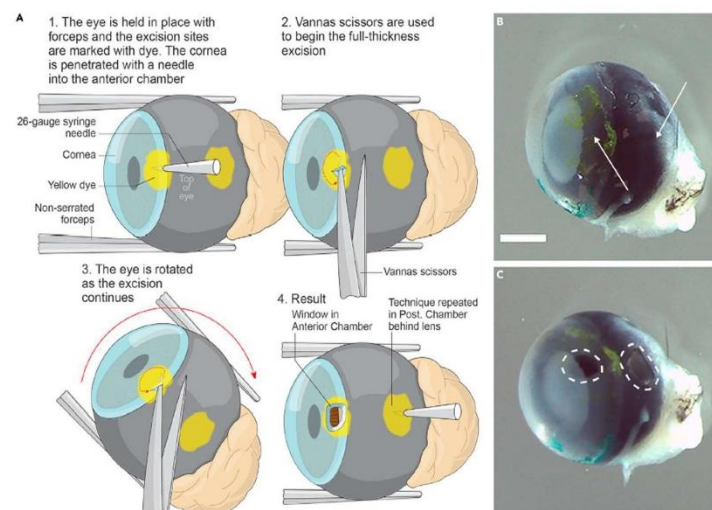 A
1. The eye is held in place with
forceps and the excision sites
are marked with dye. The cornea
is penetrated with a needle
into the anterior chamber
2. Vannas scissors are used
to begin the full-thickness
excision
B
26-gauge syringe
needle
Cornea
Yellow dye
Top
of
eye
Non-serrated
forceps
Vannas scissors
3. The eye is rotated
as the excision
continues
4. Result
Window in
Anterior Chamber
Technique repeated
in Post. Chamber
behind lens
C